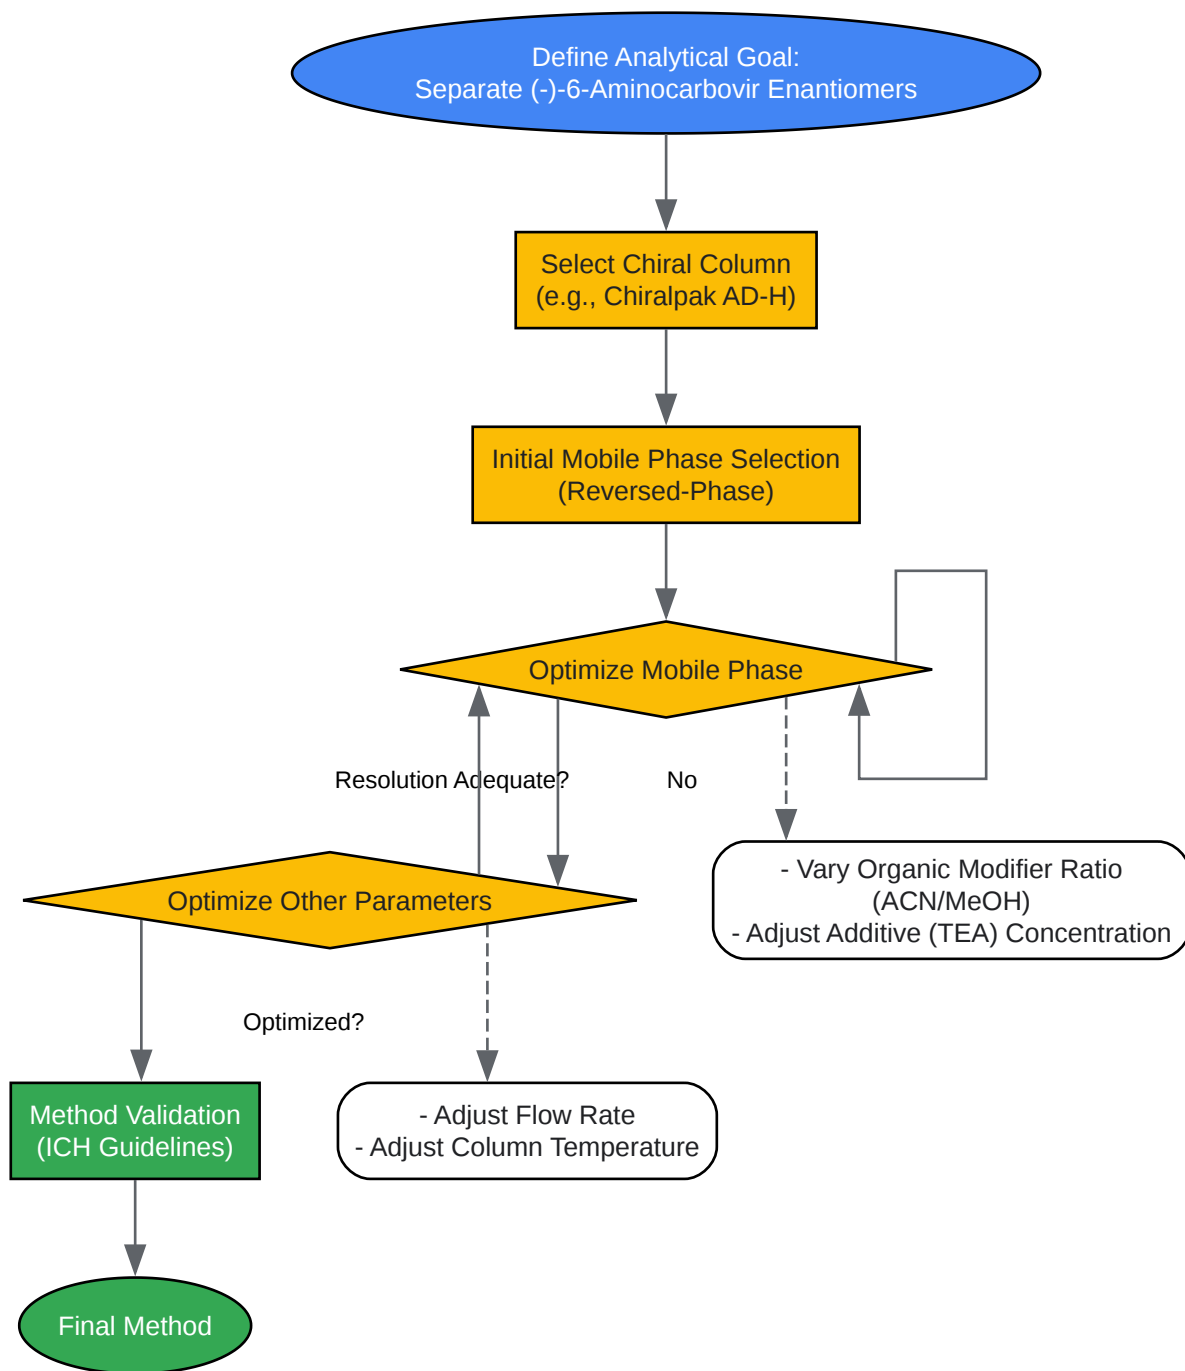 Define Analytical Goal:
Separate (-)-6-Aminocarbovir Enantiomers
Select Chiral Column
(e.g., Chiralpak AD-H)
Initial Mobile Phase Selection
(Reversed-Phase)
Optimize Mobile Phase
Resolution Adequate?
No
- Vary Organic Modifier Ratio
(ACN/MeOH)
- Adjust Additive (TEA) Concentration
Optimize Other Parameters
Optimized?
Method Validation
(ICH Guidelines)
- Adjust Flow Rate
- Adjust Column Temperature
Final Method